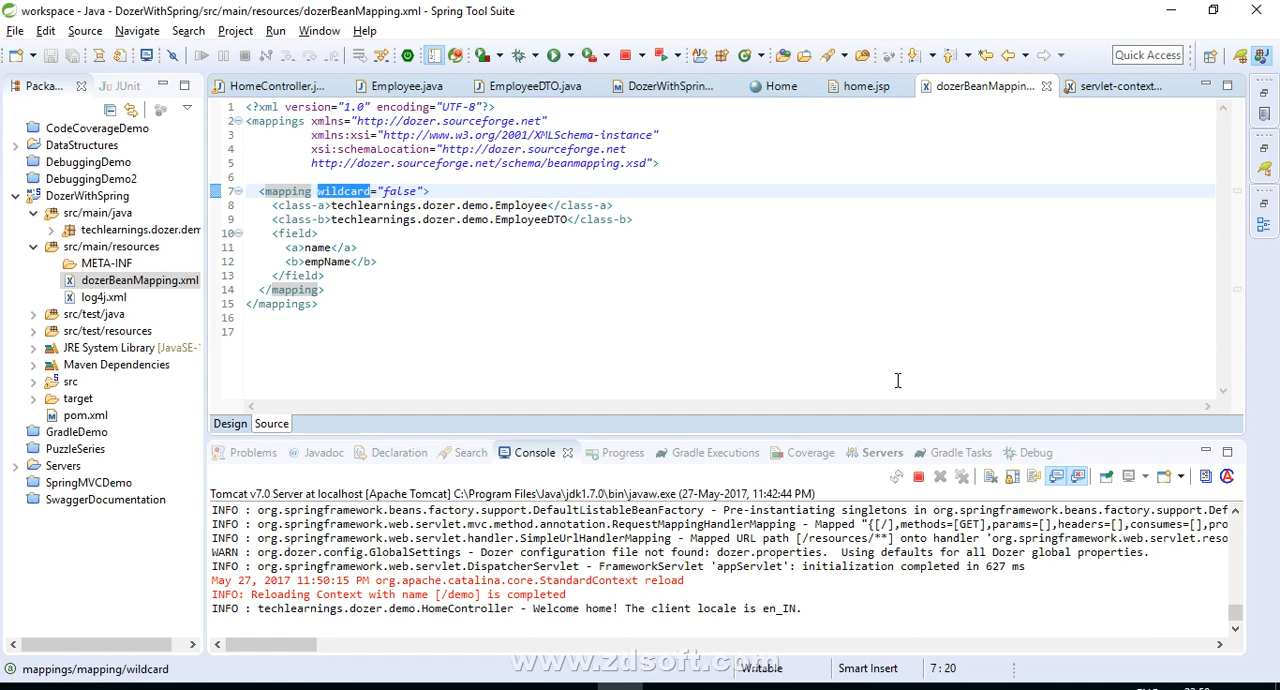 workspace - Java - DozerWithSpring/src/main/resources/dozerBeanMapping.xml - Spring Tool Suite
File Edit Source Navigate Search Project Run Window Help
Quick Access
Packa... JUnit
HomeController.j... Employee.java EmployeeDTO.java DozerWithSprin... Home home.jsp dozerBeanMappin... servlet-context...
CodeCoverageDemo
DataStructures
DebuggingDemo
DebuggingDemo2
DozerWithSpring
src/main/java
techlearnings.dozer.dem
src/main/resources
META-INF
dozerBeanMapping.xml
log4j.xml
src/test/java
src/test/resources
JRE System Library [JavaSE-
Maven Dependencies
src
target
pom.xml
GradleDemo
PuzzleSeries
Servers
SpringMVCDemo
SwaggerDocumentation
1 <?xml version="1.0" encoding="UTF-8"?>
2 <mappings xmlns="http://dozer.sourceforge.net"
3 xmlns:xsi="http://www.w3.org/2001/XMLSchema-instance"
4 xsi:schemaLocation="http://dozer.sourceforge.net
5 http://dozer.sourceforge.net/schema/beanmapping.xsd">
6
7 <mapping wildcard="false">
8 <class-a>techlearnings.dozer.demo.Employee</class-a>
9 <class-b>techlearnings.dozer.demo.EmployeeDTO</class-b>
10 <field>
11 <a>name</a>
12 <b>empName</b>
13 </field>
14 </mapping>
15 </mappings>
16
17
Design Source
Problems Javadoc Declaration Search Console Progress Gradle Executions Coverage Servers Gradle Tasks Debug
Tomcat v7.0 Server at localhost [Apache Tomcat] C:\Program Files\Java\jdk1.7.0\bin\javaw.exe (27-May-2017, 11:42:44 PM)
INFO : org.springframework.beans.factory.support.DefaultListableBeanFactory - Pre-instantiating singletons in org.springframework.beans.factory.support.Def
INFO : org.springframework.web.servlet.mvc.method.annotation.RequestMappingHandlerMapping - Mapped "{[/],methods=[GET],params=[],headers=[],consumes=[],pro
INFO : org.springframework.web.servlet.handler.SimpleUrlHandlerMapping - Mapped URL path [/resources/**] onto handler 'org.springframework.web.servlet.reso
WARN : org.dozer.config.GlobalSettings - Dozer configuration file not found: dozer.properties.  Using defaults for all Dozer global properties.
INFO : org.springframework.web.servlet.DispatcherServlet - FrameworkServlet 'appServlet': initialization completed in 627 ms
May 27, 2017 11:50:15 PM org.apache.catalina.core.StandardContext reload
INFO: Reloading Context with name [/demo] is completed
INFO : techlearnings.dozer.demo.HomeController - Welcome home! The client locale is en_IN.
mappings/mapping/wildcard Writable Smart Insert 7 : 20
www.zdsoft.com